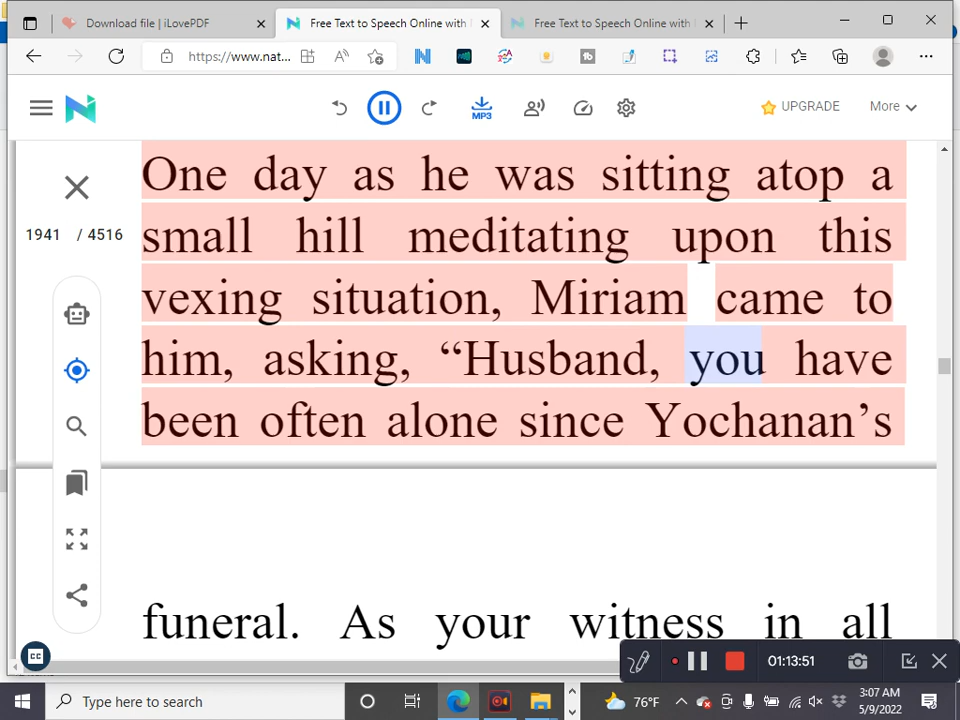 Download file | iLovePDF
Free Text to Speech Online with
Free Text to Speech Online with
https://www.nat...
MP3
UPGRADE
More
1941 / 4516
One day as he was sitting atop a
small hill meditating upon this
vexing situation, Miriam came to
him, asking, “Husband, you have
been often alone since Yochanan’s
funeral. As your witness in all
CC
01:13:51
Type here to search
76°F
3:07 AM
5/9/2022